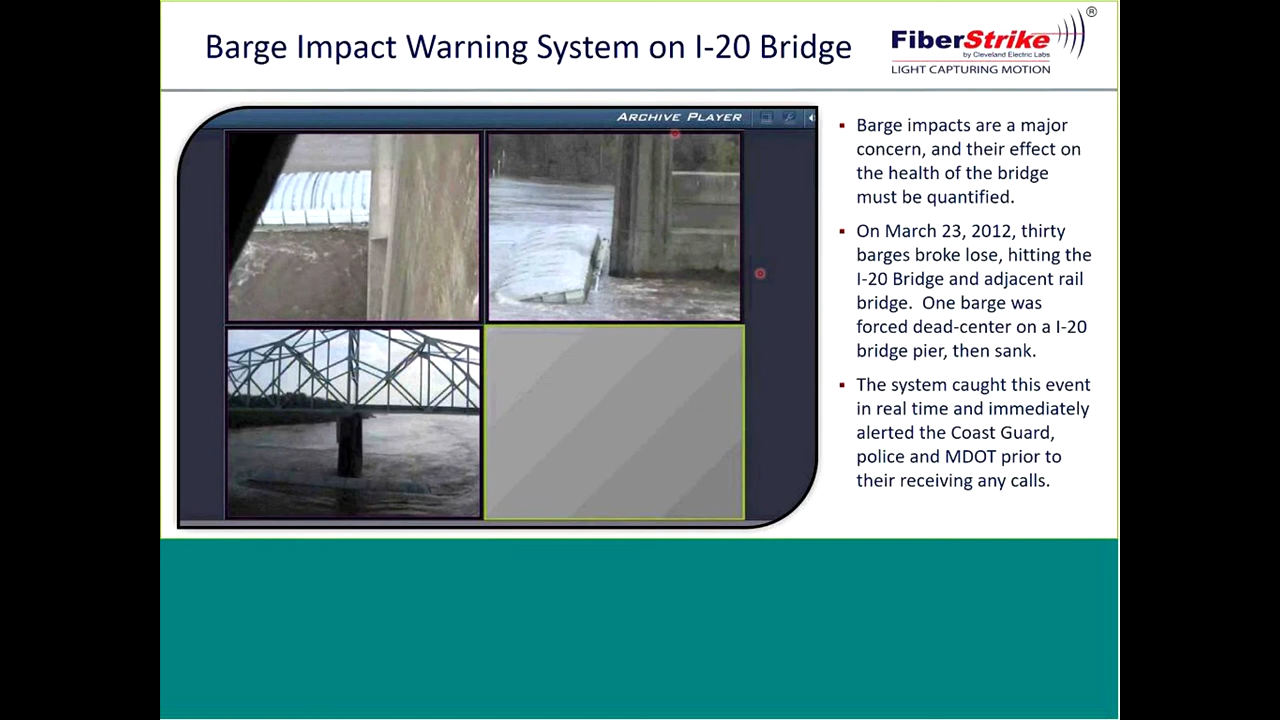 Barge Impact Warning System on I-20 Bridge
®
FiberStrike
by Cleveland Electric Labs
LIGHT CAPTURING MOTION
ARCHIVE PLAYER
▪ Barge impacts are a major
concern, and their effect on
the health of the bridge
must be quantified.
▪ On March 23, 2012, thirty
barges broke lose, hitting the
I-20 Bridge and adjacent rail
bridge. One barge was
forced dead-center on a I-20
bridge pier, then sank.
▪ The system caught this event
in real time and immediately
alerted the Coast Guard,
police and MDOT prior to
their receiving any calls.